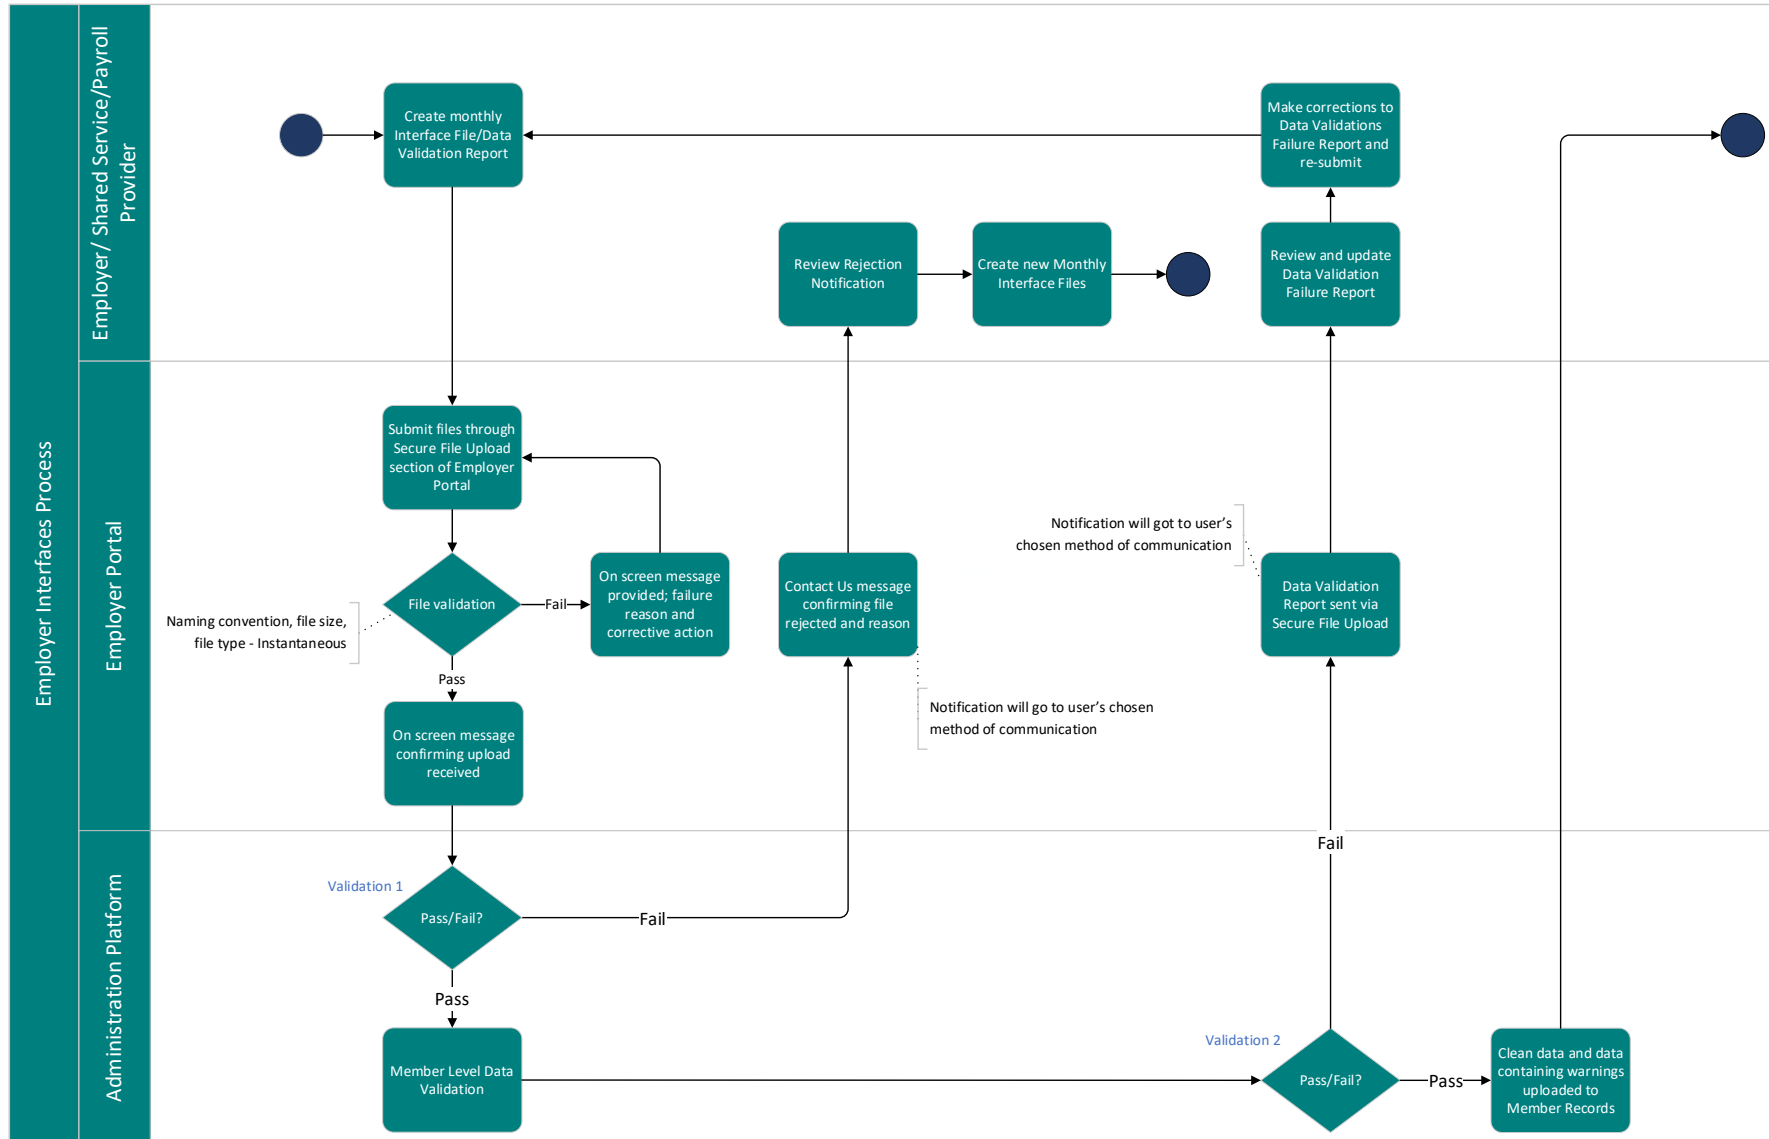 Employer Interfaces Process
Employer/ Shared Service/Payroll
Provider
Create monthly
Interface File/Data
Validation Report
Make corrections to
Data Validations
Failure Report and
re-submit
Review Rejection
Notification
Create new Monthly
Interface Files
Review and update
Data Validation
Failure Report
Employer Portal
Submit files through
Secure File Upload
section of Employer
Portal
File validation
Naming convention, file size,
file type - Instantaneous
Fail
On screen message
provided; failure
reason and
corrective action
Pass
On screen message
confirming upload
received
Contact Us message
confirming file
rejected and reason
Notification will go to user's chosen
method of communication
Notification will got to user’s
chosen method of communication
Data Validation
Report sent via
Secure File Upload
Administration Platform
Validation 1
Pass/Fail?
Fail
Pass
Member Level Data
Validation
Validation 2
Pass/Fail?
Fail
Pass
Clean data and data
containing warnings
uploaded to
Member Records